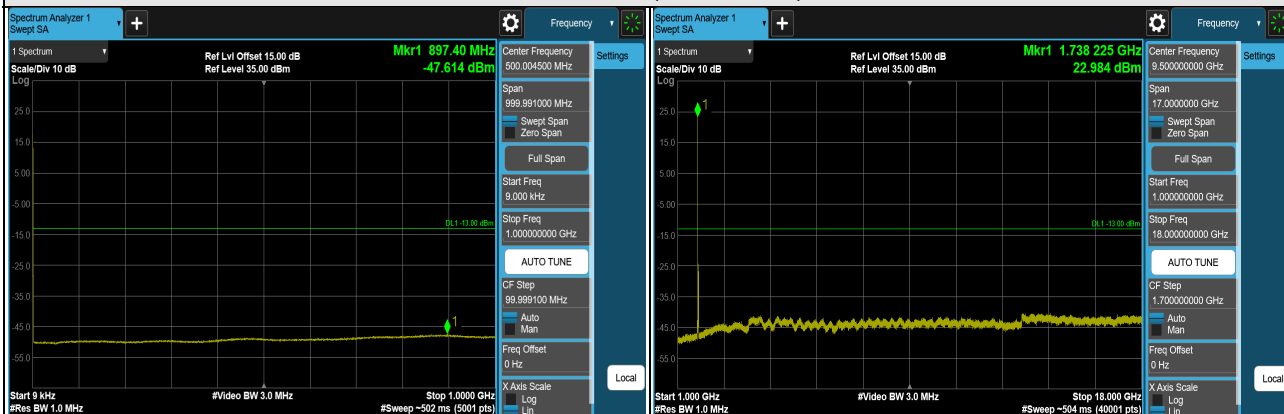 Spectrum Analyzer 1
Swept SA
+
Frequency
1 Spectrum
Scale/Div 10 dB
Log
Ref Lvl Offset 15.00 dB
Ref Level 35.00 dBm
Mkr1 897.40 MHz
-47.614 dBm
25.0
15.0
5.00
-5.00
-15.0
-25.0
-35.0
-45.0
-55.0
DL1 -13.00 dBm
1
Start 9 kHz
#Res BW 1.0 MHz
#Video BW 3.0 MHz
Stop 1.0000 GHz
#Sweep ~502 ms (5001 pts)
Center Frequency
500.004500 MHz
Span
999.991000 MHz
Swept Span
Zero Span
Full Span
Start Freq
9.000 kHz
Stop Freq
1.000000000 GHz
AUTO TUNE
CF Step
99.999100 MHz
Auto
Man
Freq Offset
0 Hz
X Axis Scale
Log
Lin
Settings
Local
Spectrum Analyzer 1
Swept SA
+
Frequency
1 Spectrum
Scale/Div 10 dB
Log
Ref Lvl Offset 15.00 dB
Ref Level 35.00 dBm
Mkr1 1.738 225 GHz
22.984 dBm
25.0
15.0
5.00
-5.00
-15.0
-25.0
-35.0
-45.0
-55.0
DL1 -13.00 dBm
1
Start 1.000 GHz
#Res BW 1.0 MHz
#Video BW 3.0 MHz
Stop 18.000 GHz
#Sweep ~504 ms (40001 pts)
Center Frequency
9.500000000 GHz
Span
17.0000000 GHz
Swept Span
Zero Span
Full Span
Start Freq
1.000000000 GHz
Stop Freq
18.000000000 GHz
AUTO TUNE
CF Step
1.700000000 GHz
Auto
Man
Freq Offset
0 Hz
X Axis Scale
Log
Lin
Settings
Local